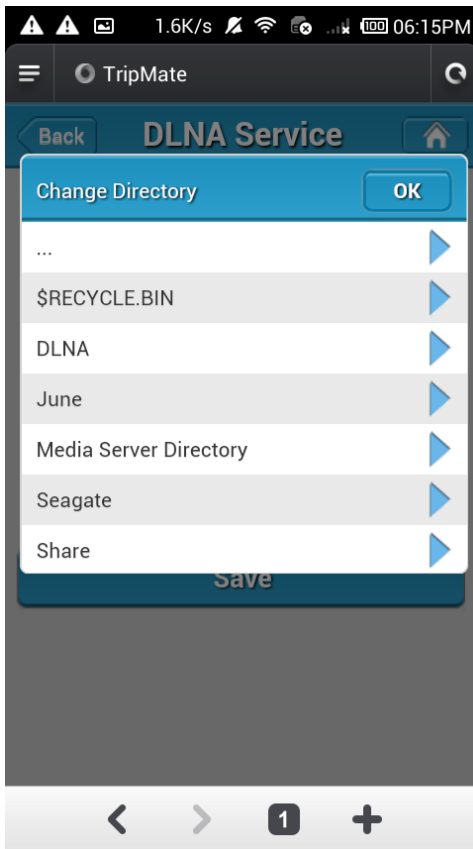 1.6K/s 100 06:15PM
TripMate
Back DLNA Service
Change Directory OK
...
$RECYCLE.BIN
DLNA
June
Media Server Directory
Seagate
Share
Save
1